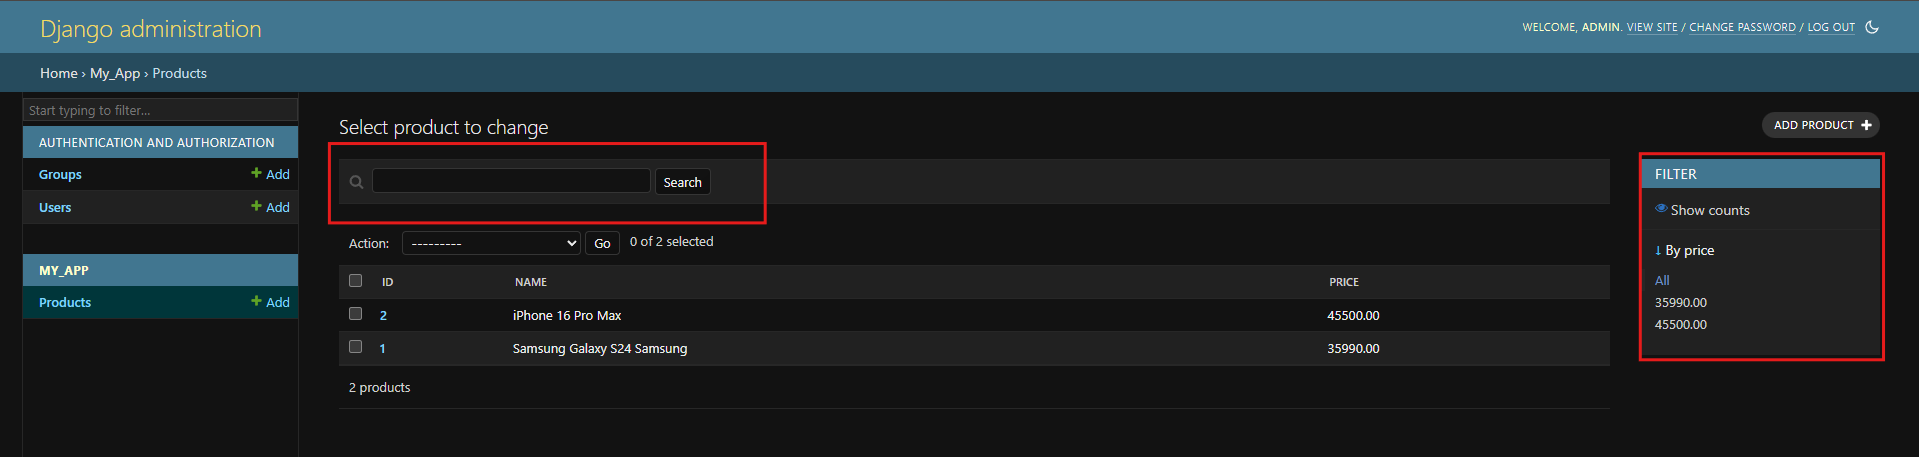 Django administration
WELCOME, ADMIN. VIEW SITE / CHANGE PASSWORD / LOG OUT
Home › My_App › Products
Start typing to filter...
AUTHENTICATION AND AUTHORIZATION
Groups + Add
Users + Add
MY_APP
Products + Add
Select product to change
ADD PRODUCT +
Search
Action: --------- Go 0 of 2 selected
ID NAME PRICE
2 iPhone 16 Pro Max 45500.00
1 Samsung Galaxy S24 Samsung 35990.00
2 products
FILTER
Show counts
↓ By price
All
35990.00
45500.00